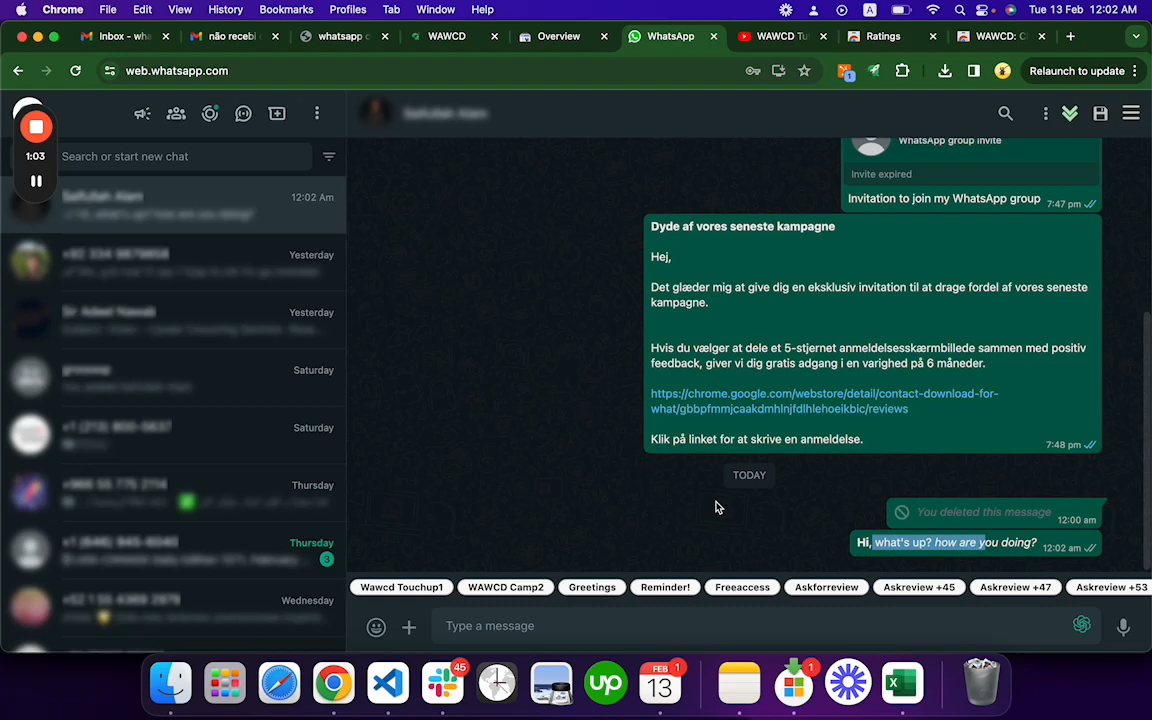 Chrome File Edit View History Bookmarks Profiles Tab Window Help
A
Tue 13 Feb 12:02 AM
Inbox - wha
não recebi
whatsapp c
WAWCD
Overview
WhatsApp
WAWCD Tu
Ratings
WAWCD: C
web.whatsapp.com
1
Relaunch to update
1:03
Search or start new chat
12:02 Am
Yesterday
Yesterday
Saturday
Saturday
Thursday
Thursday
3
Wednesday
WhatsApp group invite
Invite expired
Invitation to join my WhatsApp group
7:47 pm
Dyde af vores seneste kampagne
Hej,
Det glæder mig at give dig en eksklusiv invitation til at drage fordel af vores seneste
kampagne.
Hvis du vælger at dele et 5-stjernet anmeldelsesskærmbillede sammen med positiv
feedback, giver vi dig gratis adgang i en varighed på 6 måneder.
https://chrome.google.com/webstore/detail/contact-download-for-
what/gbbpfmmjcaakdmhlnjfdlhlehoeikbic/reviews
Klik på linket for at skrive en anmeldelse.
7:48 pm
TODAY
You deleted this message
12:00 am
Hi, what's up? how are you doing?
12:02 am
Wawcd Touchup1
WAWCD Camp2
Greetings
Reminder!
Freeaccess
Askforreview
Askreview +45
Askreview +47
Askreview +53
Type a message
45
up
FEB
13
1
1